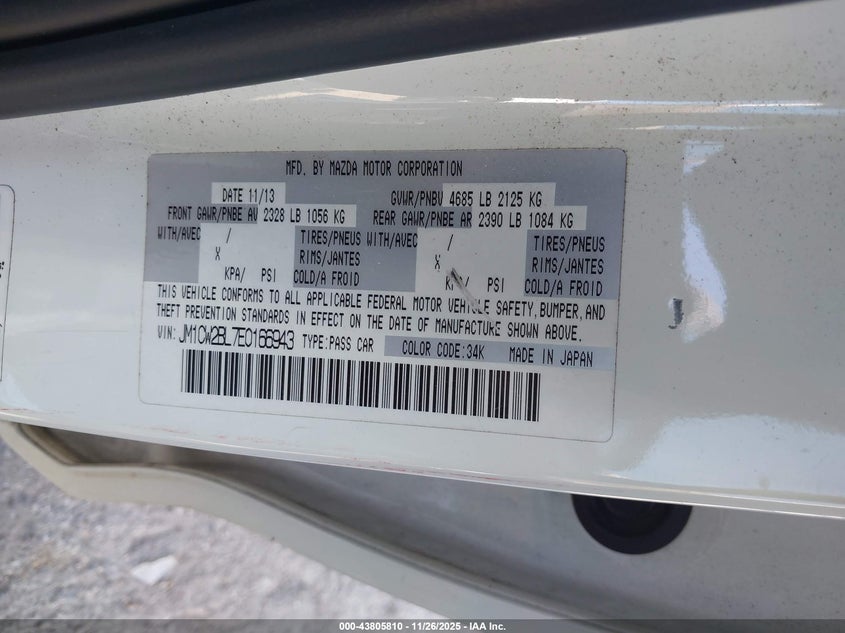 MFD. BY MAZDA MOTOR CORPORATION
DATE 11/13 GVWR/PNBV 4685 LB 2125 KG
FRONT GAWR/PNBE AV 2328 LB 1056 KG REAR GAWR/PNBE AR 2390 LB 1084 KG
WITH/AVEC / TIRES/PNEUS WITH/AVEC / TIRES/PNEUS
X RIMS/JANTES X RIMS/JANTES
KPA/ PSI COLD/A FROID KPA/ PSI COLD/A FROID
THIS VEHICLE CONFORMS TO ALL APPLICABLE FEDERAL MOTOR VEHICLE SAFETY, BUMPER, AND
THEFT PREVENTION STANDARDS IN EFFECT ON THE DATE OF MANUFACTURE SHOWN ABOVE.
VIN: JM1CW2BL7E0166943 TYPE:PASS CAR COLOR CODE:34K MADE IN JAPAN
000-43805810 - 11/26/2025 - IAA Inc.